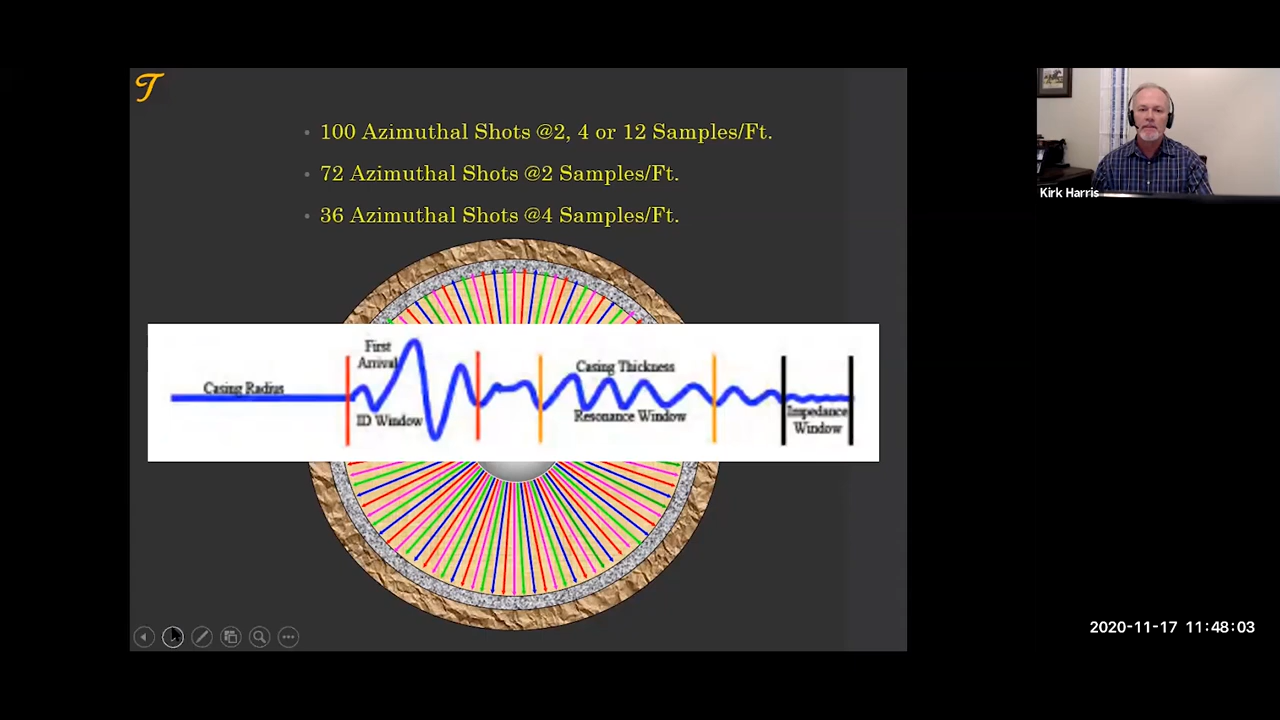 T
100 Azimuthal Shots @2, 4 or 12 Samples/Ft.
72 Azimuthal Shots @2 Samples/Ft.
36 Azimuthal Shots @4 Samples/Ft.
Casing Radius
First
Arrival
ID Window
Casing Thickness
Resonance Window
Impedance
Window
Kirk Harris
2020-11-17 11:48:03